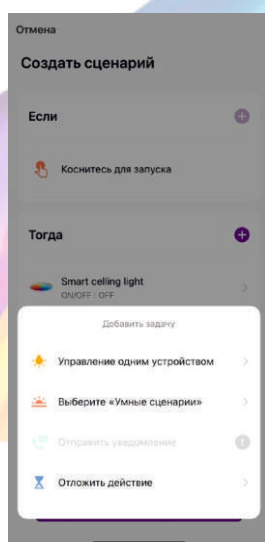 Отмена
Создать сценарий
Если
Коснитесь для запуска
Тогда
Smart celling light
ON/OFF : OFF
Добавить задачу
Управление одним устройством
Выберите «Умные сценарии»
Отправить уведомление
Отложить действие